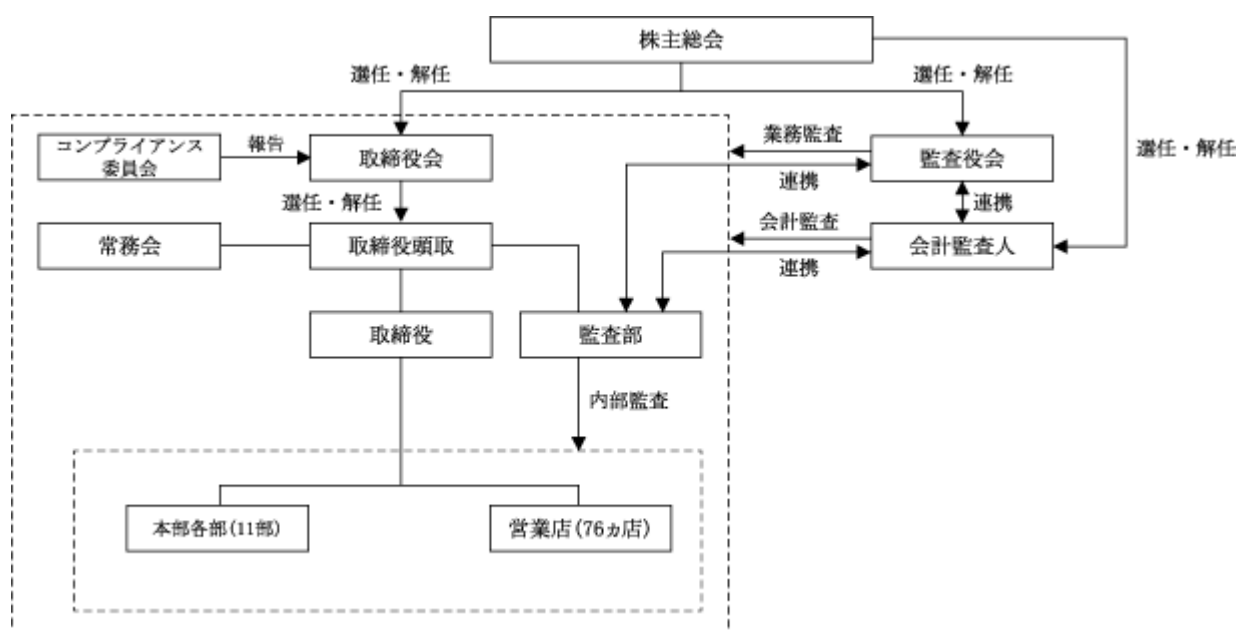 株主総会
選任・解任
選任・解任
コンプライアンス
委員会
報告
取締役会
業務監査
監査役会
選任・解任
連携
選任・解任
連携
常務会
取締役頭取
会計監査
会計監査人
連携
取締役
監査部
内部監査
本部各部(11部)
営業店(76ヵ店)